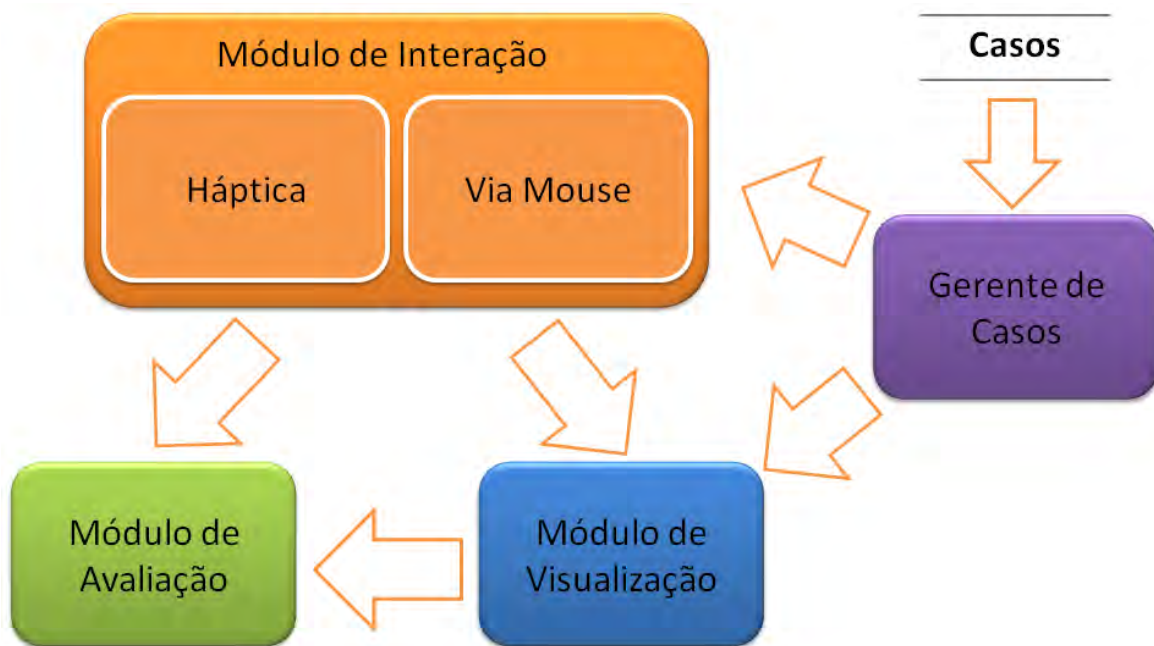 Módulo de Interação
Háptica
Via Mouse
Casos
Gerente de
Casos
Módulo de
Avaliação
Módulo de
Visualização